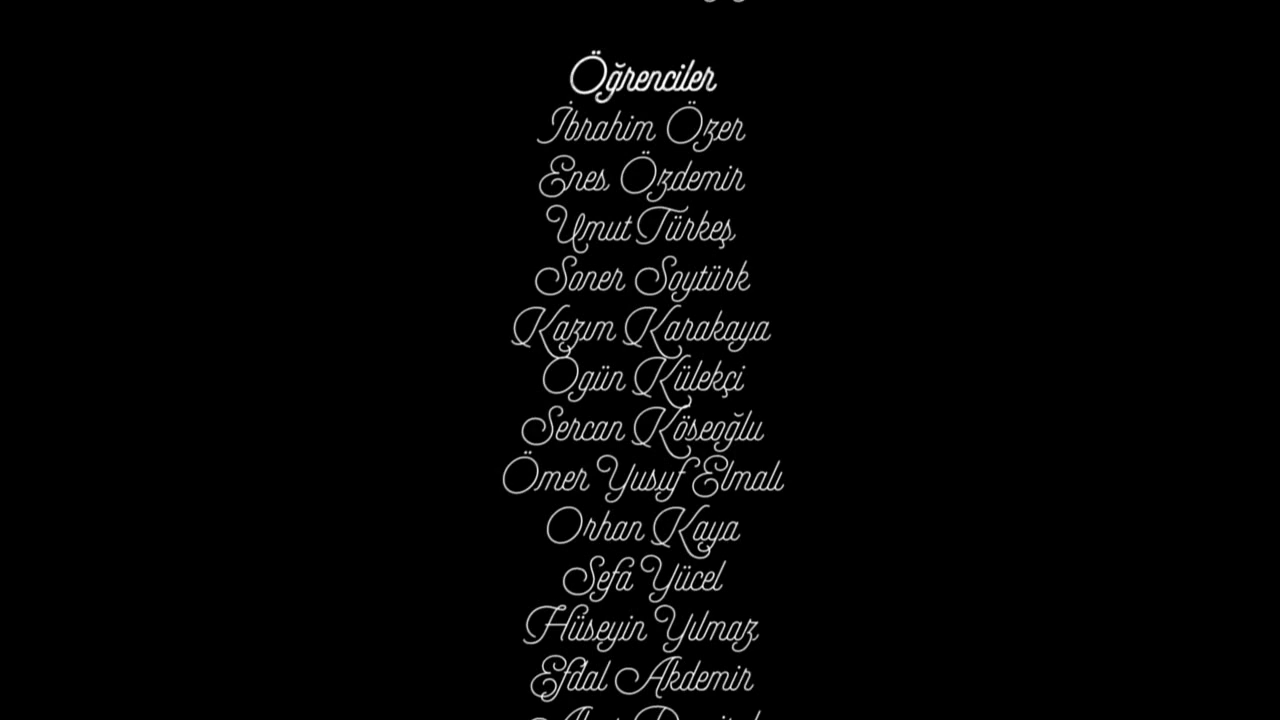 Öğrenciler
İbrahim Özer
Enes Özdemir
Umut Türkeş
Soner Soytürk
Kazım Karakaya
Ögün Külekçi
Sercan Köseoğlu
Ömer Yusuf Elmalı
Orhan Kaya
Sefa Yücel
Hüseyin Yılmaz
Efdal Akdemir